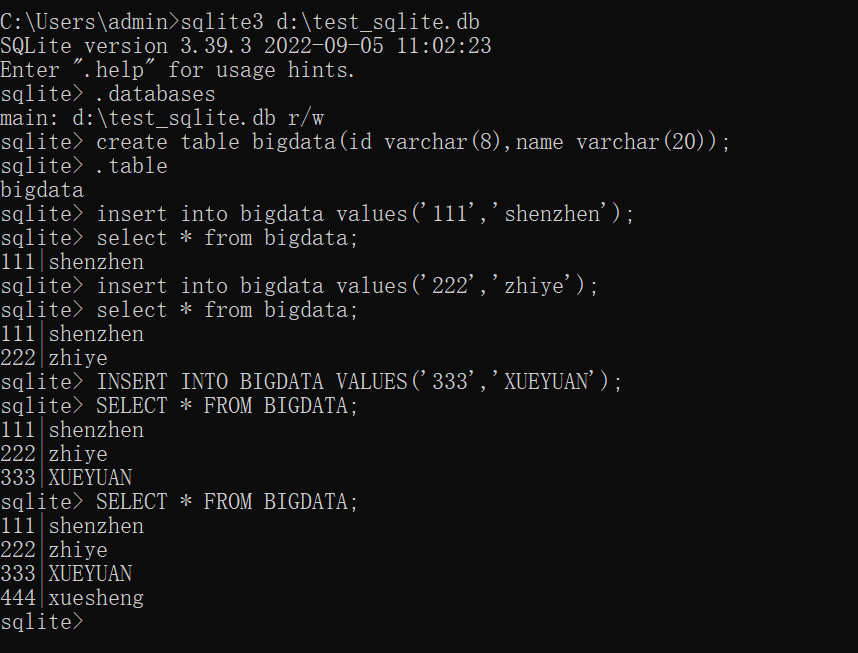 C:\Users\admin>sqlite3 d:\test_sqlite.db
SQLite version 3.39.3 2022-09-05 11:02:23
Enter ".help" for usage hints.
sqlite> .databases
main: d:\test_sqlite.db r/w
sqlite> create table bigdata(id varchar(8),name varchar(20));
sqlite> .table
bigdata
sqlite> insert into bigdata values('111','shenzhen');
sqlite> select * from bigdata;
111|shenzhen
sqlite> insert into bigdata values('222','zhiye');
sqlite> select * from bigdata;
111|shenzhen
222|zhiye
sqlite> INSERT INTO BIGDATA VALUES('333','XUEYUAN');
sqlite> SELECT * FROM BIGDATA;
111|shenzhen
222|zhiye
333|XUEYUAN
sqlite> SELECT * FROM BIGDATA;
111|shenzhen
222|zhiye
333|XUEYUAN
444|xuesheng
sqlite>